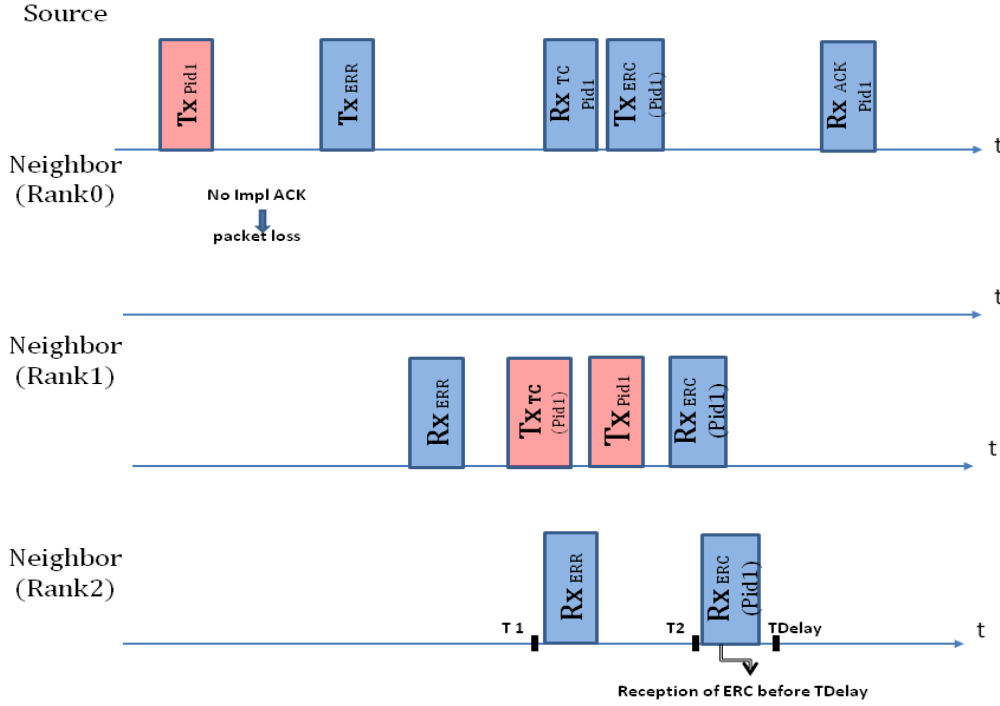 Source
Tx Pid1
Tx ERR
Rx TC
Pid1
Tx ERC
(Pid1)
Rx ACK
Pid1
t
Neighbor
(Rank0)
No Impl ACK
packet loss
t
Neighbor
(Rank1)
Rx ERR
Tx TC
(Pid1)
Tx Pid1
Rx ERC
(Pid1)
t
Neighbor
(Rank2)
Rx ERR
Rx ERC
(Pid1)
T 1
T2
TDelay
t
Reception of ERC before TDelay